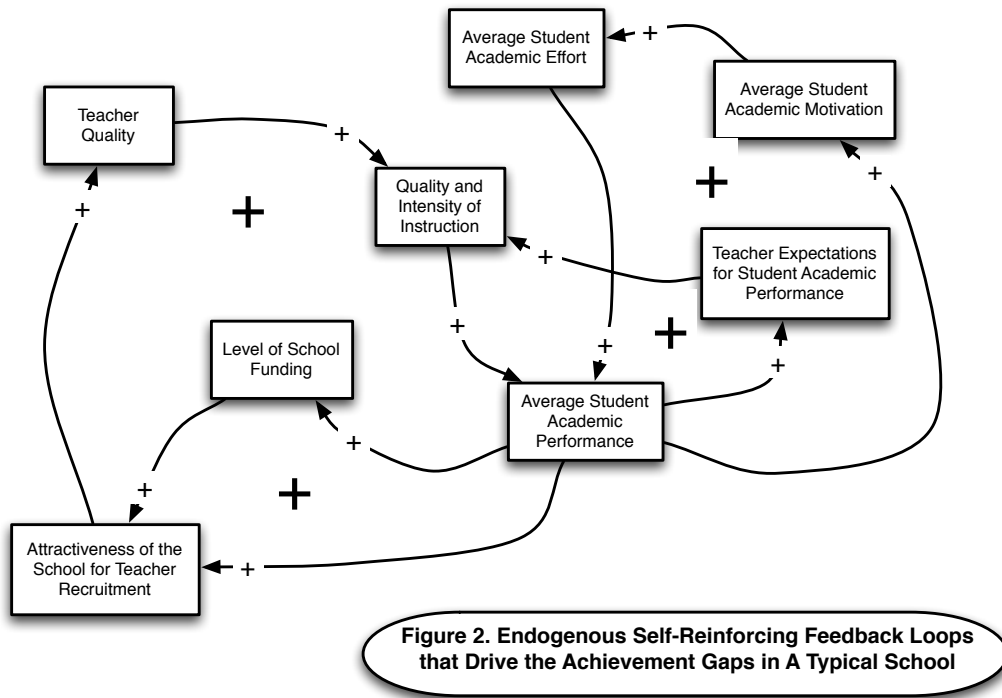 Average Student
Academic Effort
+
Average Student
Academic Motivation
Teacher
Quality
+
Quality and
Intensity of
Instruction
+
+
+
+
+
Teacher Expectations
for Student Academic
Performance
+
+
+
+
+
Level of School
Funding
+
Average Student
Academic
Performance
+
+
+
Attractiveness of the
School for Teacher
Recruitment
+
Figure 2. Endogenous Self-Reinforcing Feedback Loops
that Drive the Achievement Gaps in A Typical School